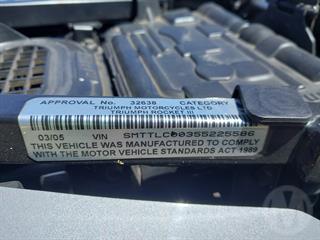 APPROVAL No. 32638 CATEGORY
TRIUMPH MOTORCYCLES LTD
TRIUMPH ROCKET III
03/05 VIN SMTTLC00355225586
THIS VEHICLE WAS MANUFACTURED TO COMPLY
WITH THE MOTOR VEHICLE STANDARDS ACT 1989
Pickles